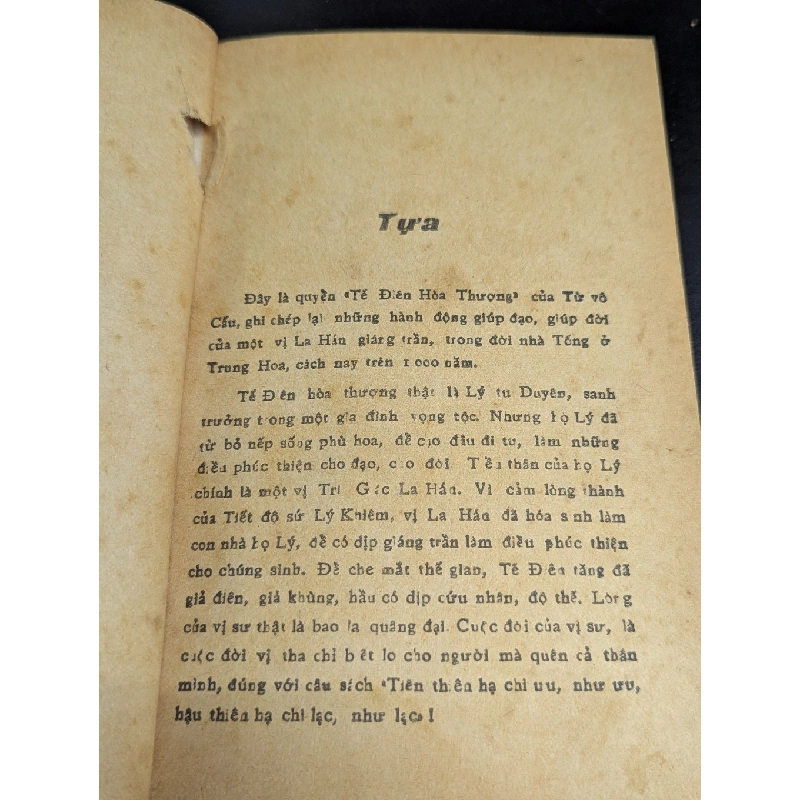 Tựa
Đây là quyển "Tế Điên Hòa Thượng" của Từ vô
Cầu, ghi chép lại những hành động giúp đạo, giúp đời
của một vị La Hán giáng trần, trong đời nhà Tống ở
Trung Hoa, cách nay trên 1 000 năm.
Tế Điên hòa thượng thật là Lý tu Duyên, sanh
trưởng trong một gia đình vọng tộc. Nhưng họ Lý đã
từ bỏ nếp sống phù hoa, để cạo đầu đi tu, làm những
điều phúc thiện cho đạo, cho đời. Tiền thân của họ Lý
chính là một vị Tri Giác La Hán. Vì cảm lòng thành
của Tiết độ sứ Lý Khiêm, vị La Hán đã hóa sinh làm
con nhà họ Lý, để có dịp giáng trần làm điều phúc thiện
cho chúng sinh. Để che mắt thế gian, Tế Điên tăng đã
giả điên, giả khùng, hầu có dịp cứu nhân, độ thế. Lòng
của vị sư thật là bao la quãng đại. Cuộc đời của vị sư, là
cuộc đời vị tha chỉ biết lo cho người mà quên cả thân
mình, đúng với câu sách "Tiên thiên hạ chi ưu, như ưu,
hậu thiên hạ chi lạc, như lạc» !